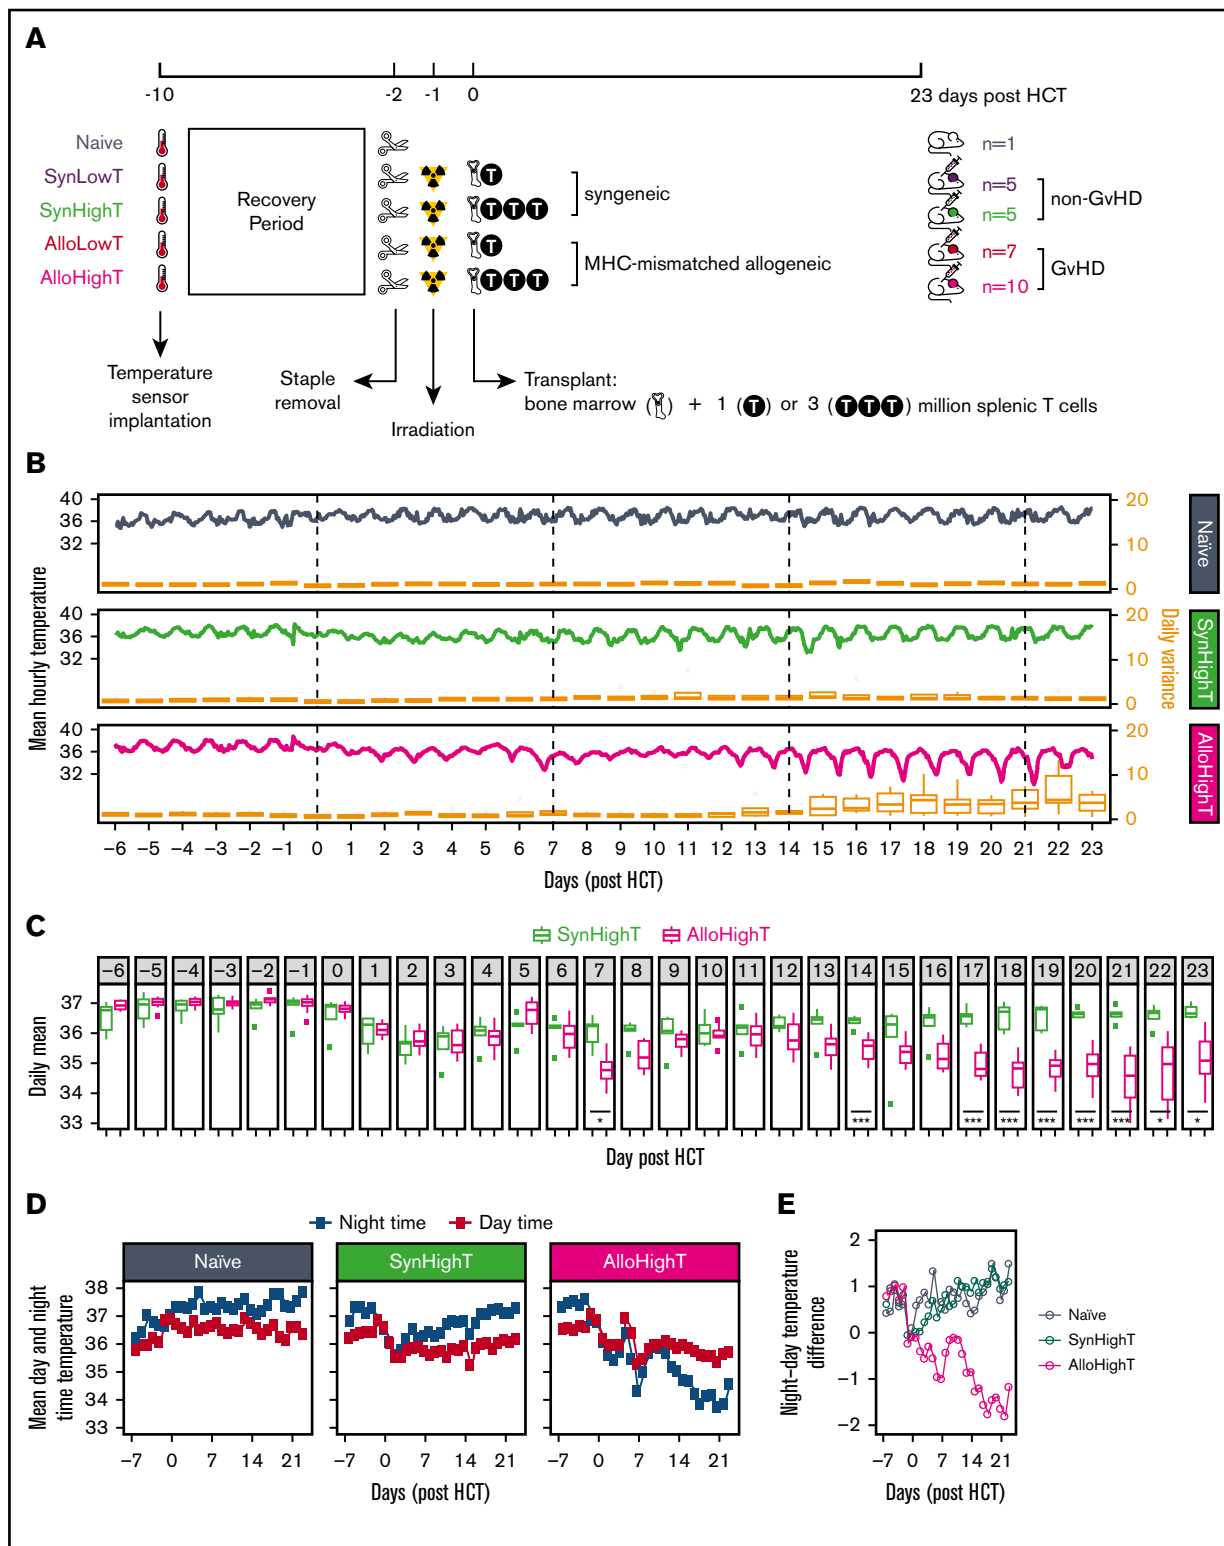 A
-10 -2 -1 0 23 days post HCT
Naive n=1
SynLowT T n=5
SynHighT T T T n=5
AlloLowT T n=7
AlloHighT T T T n=10
Recovery
Period
syngeneic
MHC-mismatched allogeneic
non-GvHD
GvHD
Temperature
sensor
implantation
Staple
removal
Irradiation
Transplant:
bone marrow ( ) + 1 (T) or 3 (TTT) million splenic T cells
B
Mean hourly temperature
40
36
32
20
10
0
Naïve
40
36
32
20
10
0
SynHighT
40
36
32
20
10
0
AlloHighT
Daily variance
−6 −5 −4 −3 −2 −1 0 1 2 3 4 5 6 7 8 9 10 11 12 13 14 15 16 17 18 19 20 21 22 23
Days (post HCT)
C
SynHighT AlloHighT
−6 −5 −4 −3 −2 −1 0 1 2 3 4 5 6 7 8 9 10 11 12 13 14 15 16 17 18 19 20 21 22 23
Daily mean
37
36
35
34
33
* *** *** *** *** *** *** * *
Day post HCT
D
Night time Day time
Naïve SynHighT AlloHighT
Mean day and night
time temperature
38
37
36
35
34
33
−7 0 7 14 21 −7 0 7 14 21 −7 0 7 14 21
Days (post HCT)
E
Night–day temperature
difference
2
1
0
−1
−2
−7 0 7 14 21
Days (post HCT)
Naïve
SynHighT
AlloHighT